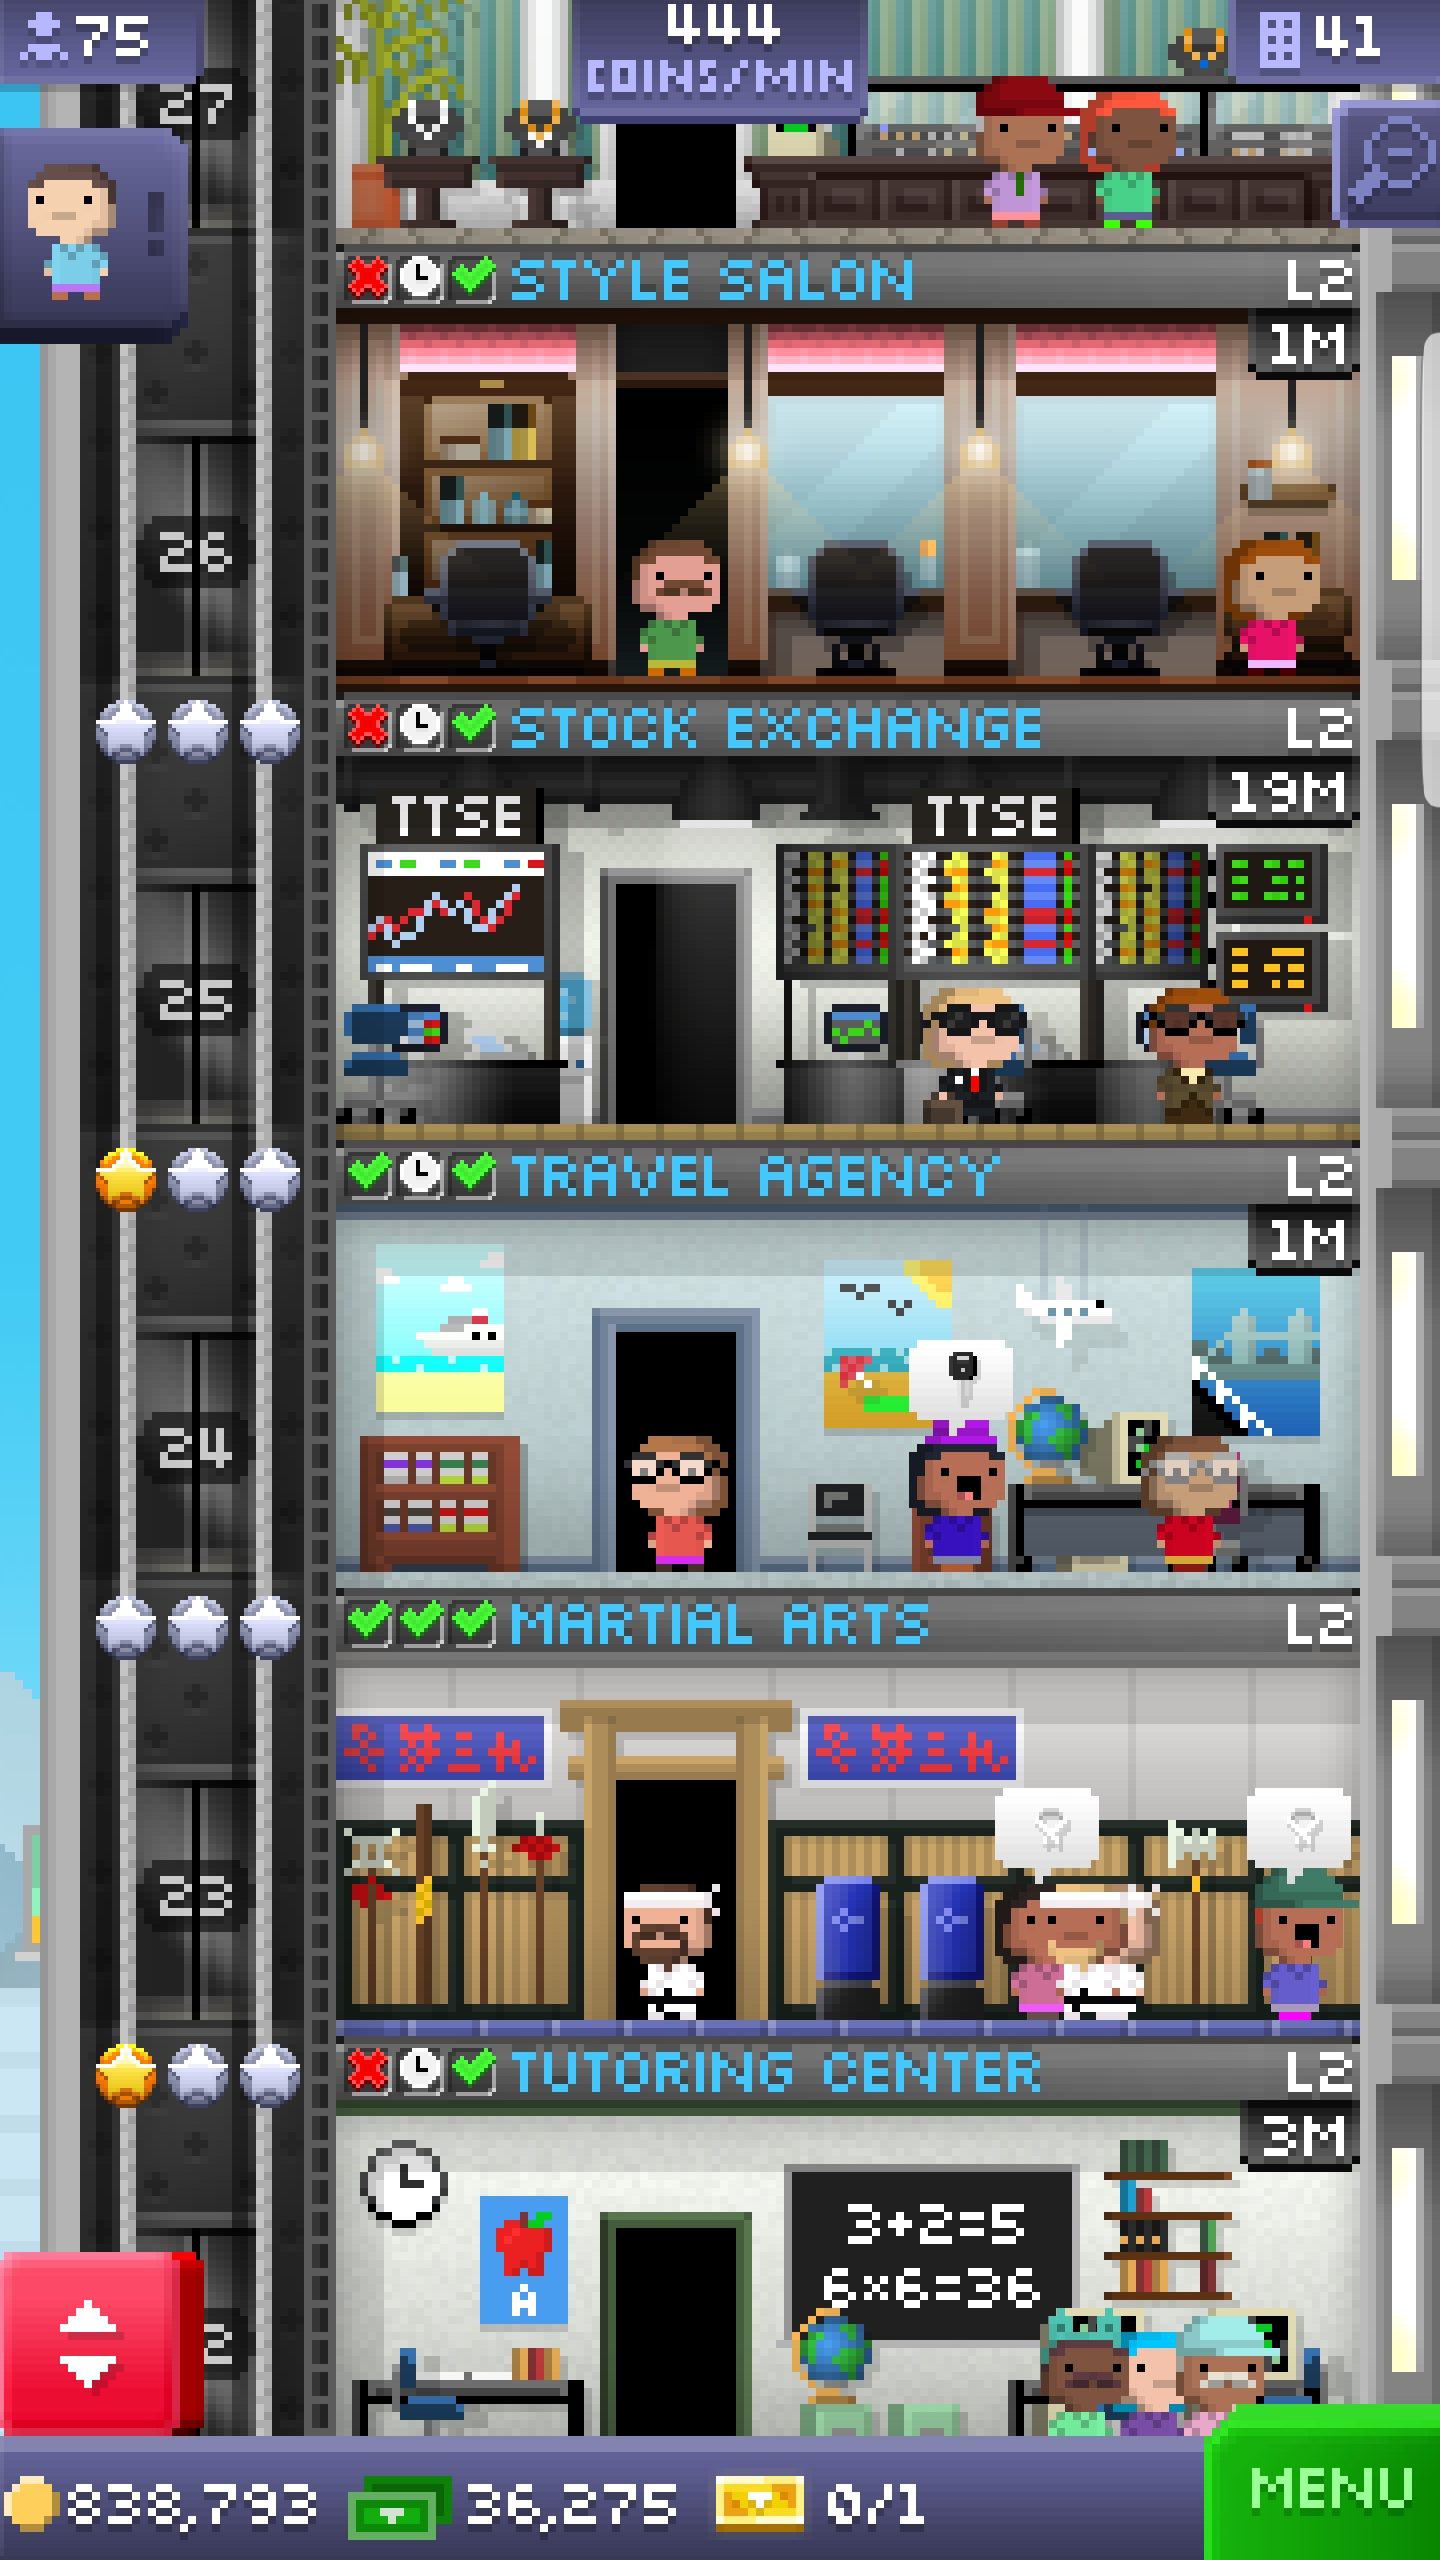 75
444
COINS/MIN
41
27
STYLE SALON
L2
1M
26
STOCK EXCHANGE
L2
19M
TTSE
TTSE
25
TRAVEL AGENCY
L2
1M
24
MARTIAL ARTS
L2
23
TUTORING CENTER
L2
3M
3+2=5
6×6=36
A
2
838,793
36,275
0/1
MENU